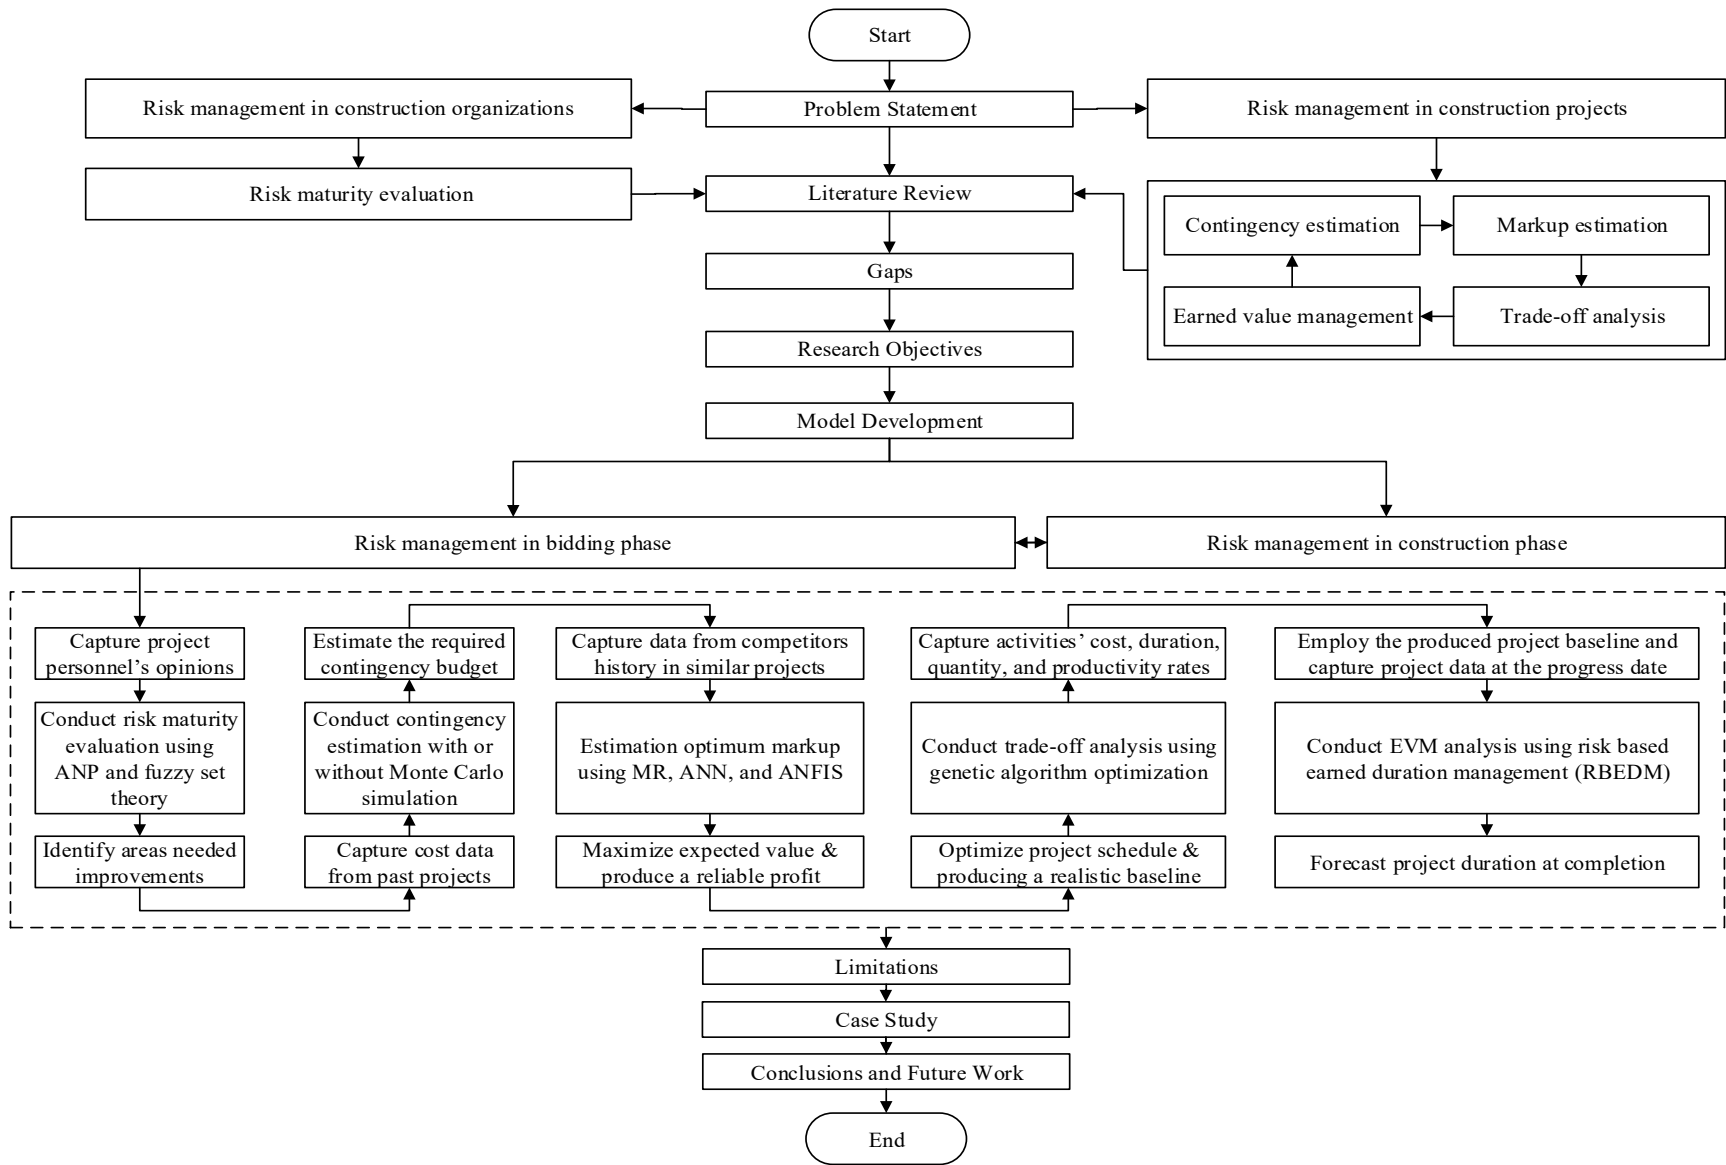 Start
Risk management in construction organizations
Problem Statement
Risk management in construction projects
Risk maturity evaluation
Literature Review
Contingency estimation
Markup estimation
Gaps
Earned value management
Trade-off analysis
Research Objectives
Model Development
Risk management in bidding phase
Risk management in construction phase
Capture project
personnel’s opinions
Conduct risk maturity
evaluation using
ANP and fuzzy set
theory
Identify areas needed
improvements
Estimate the required
contingency budget
Conduct contingency
estimation with or
without Monte Carlo
simulation
Capture cost data
from past projects
Capture data from competitors
history in similar projects
Estimation optimum markup
using MR, ANN, and ANFIS
Maximize expected value &
produce a reliable profit
Capture activities’ cost, duration,
quantity, and productivity rates
Conduct trade-off analysis using
genetic algorithm optimization
Optimize project schedule &
producing a realistic baseline
Employ the produced project baseline and
capture project data at the progress date
Conduct EVM analysis using risk based
earned duration management (RBEDM)
Forecast project duration at completion
Limitations
Case Study
Conclusions and Future Work
End